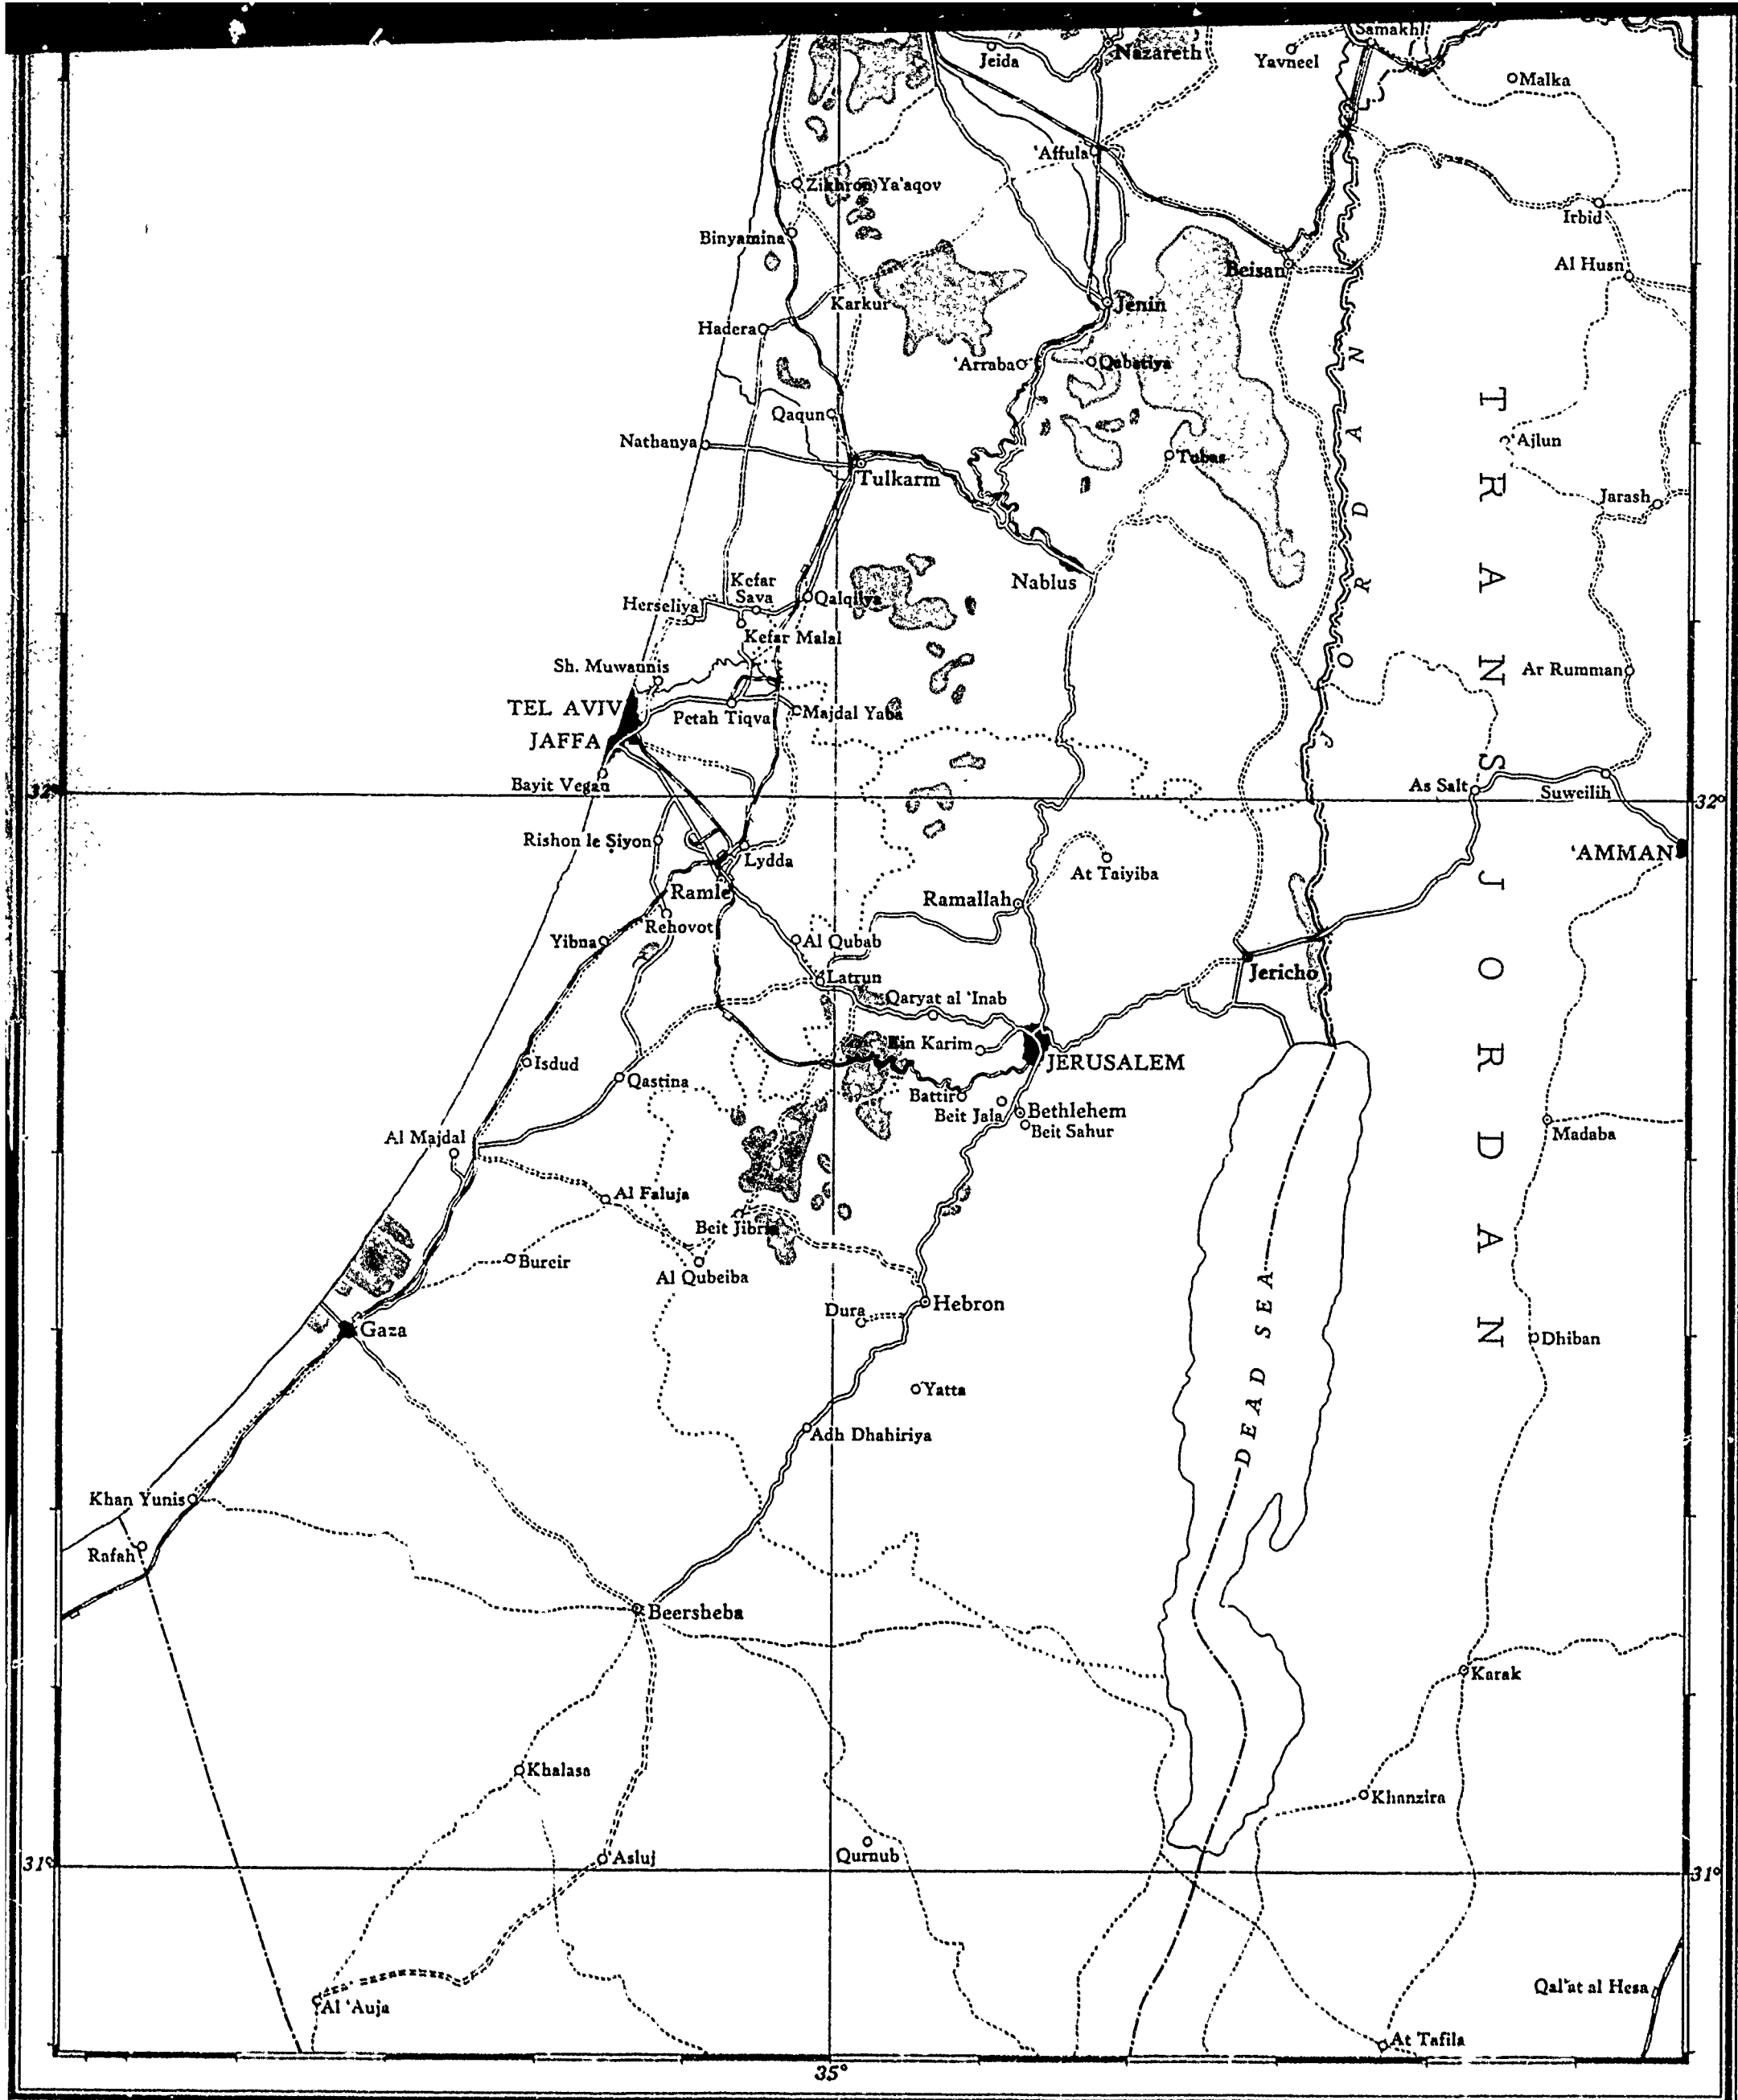 Samakh
Nazareth
Jeida
Yavneel
Malka
'Affula
Zikhron Ya'aqov
Irbid
Binyamina
Beisan
Al Husn
Karkur
Jenin
Hadera
'Arraba
Qabatiya
Qaqun
Nathanya
'Ajlun
Tubas
Tulkarm
Jarash
JORDAN
TRANSJORDAN
Nablus
Kefar
Sava
Herseliya
Qalqilya
Kefar Malal
Sh. Muwannis
Ar Rumman
TEL AVIV
Petah Tiqva
Majdal Yaba
JAFFA
Bayit Vegan
As Salt
Suweilih
32°
32°
Rishon le Siyon
Lydda
'AMMAN
At Taiyiba
Ramle
Ramallah
Rehovot
Yibna
Al Qubab
Latrun
Jericho
Qaryat al 'Inab
'Ein Karim
JERUSALEM
Isdud
Qastina
Battir
Beit Jala
Bethlehem
Beit Sahur
Al Majdal
Madaba
Al Faluja
Beit Jibrin
Bureir
Al Qubeiba
Hebron
Dura
Gaza
DEAD SEA
Dhiban
Yatta
Adh Dhahiriya
Khan Yunis
Rafah
Beersheba
Karak
Khalasa
Khanzira
'Asluj
Qurnub
31°
31°
Al 'Auja
Qal'at al Hesa
At Tafila
35°